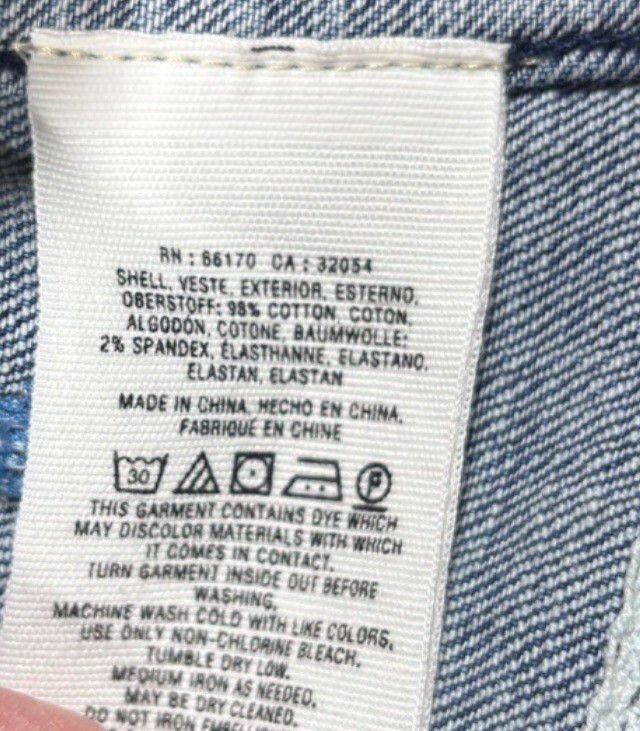 RN : 66170 CA : 32054
SHELL, VESTE, EXTERIOR, ESTERNO,
OBERSTOFF: 98% COTTON, COTON,
ALGODÓN, COTONE, BAUMWOLLE;
2% SPANDEX, ÉLASTHANNE, ELASTANO,
ELASTAN, ELASTAN
MADE IN CHINA, HECHO EN CHINA,
FABRIQUÉ EN CHINE
30 P
THIS GARMENT CONTAINS DYE WHICH
MAY DISCOLOR MATERIALS WITH WHICH
IT COMES IN CONTACT.
TURN GARMENT INSIDE OUT BEFORE
WASHING,
MACHINE WASH COLD WITH LIKE COLORS,
USE ONLY NON-CHLORINE BLEACH.
TUMBLE DRY LOW.
MEDIUM IRON AS NEEDED.
MAY BE DRY CLEANED.
DO NOT IRON